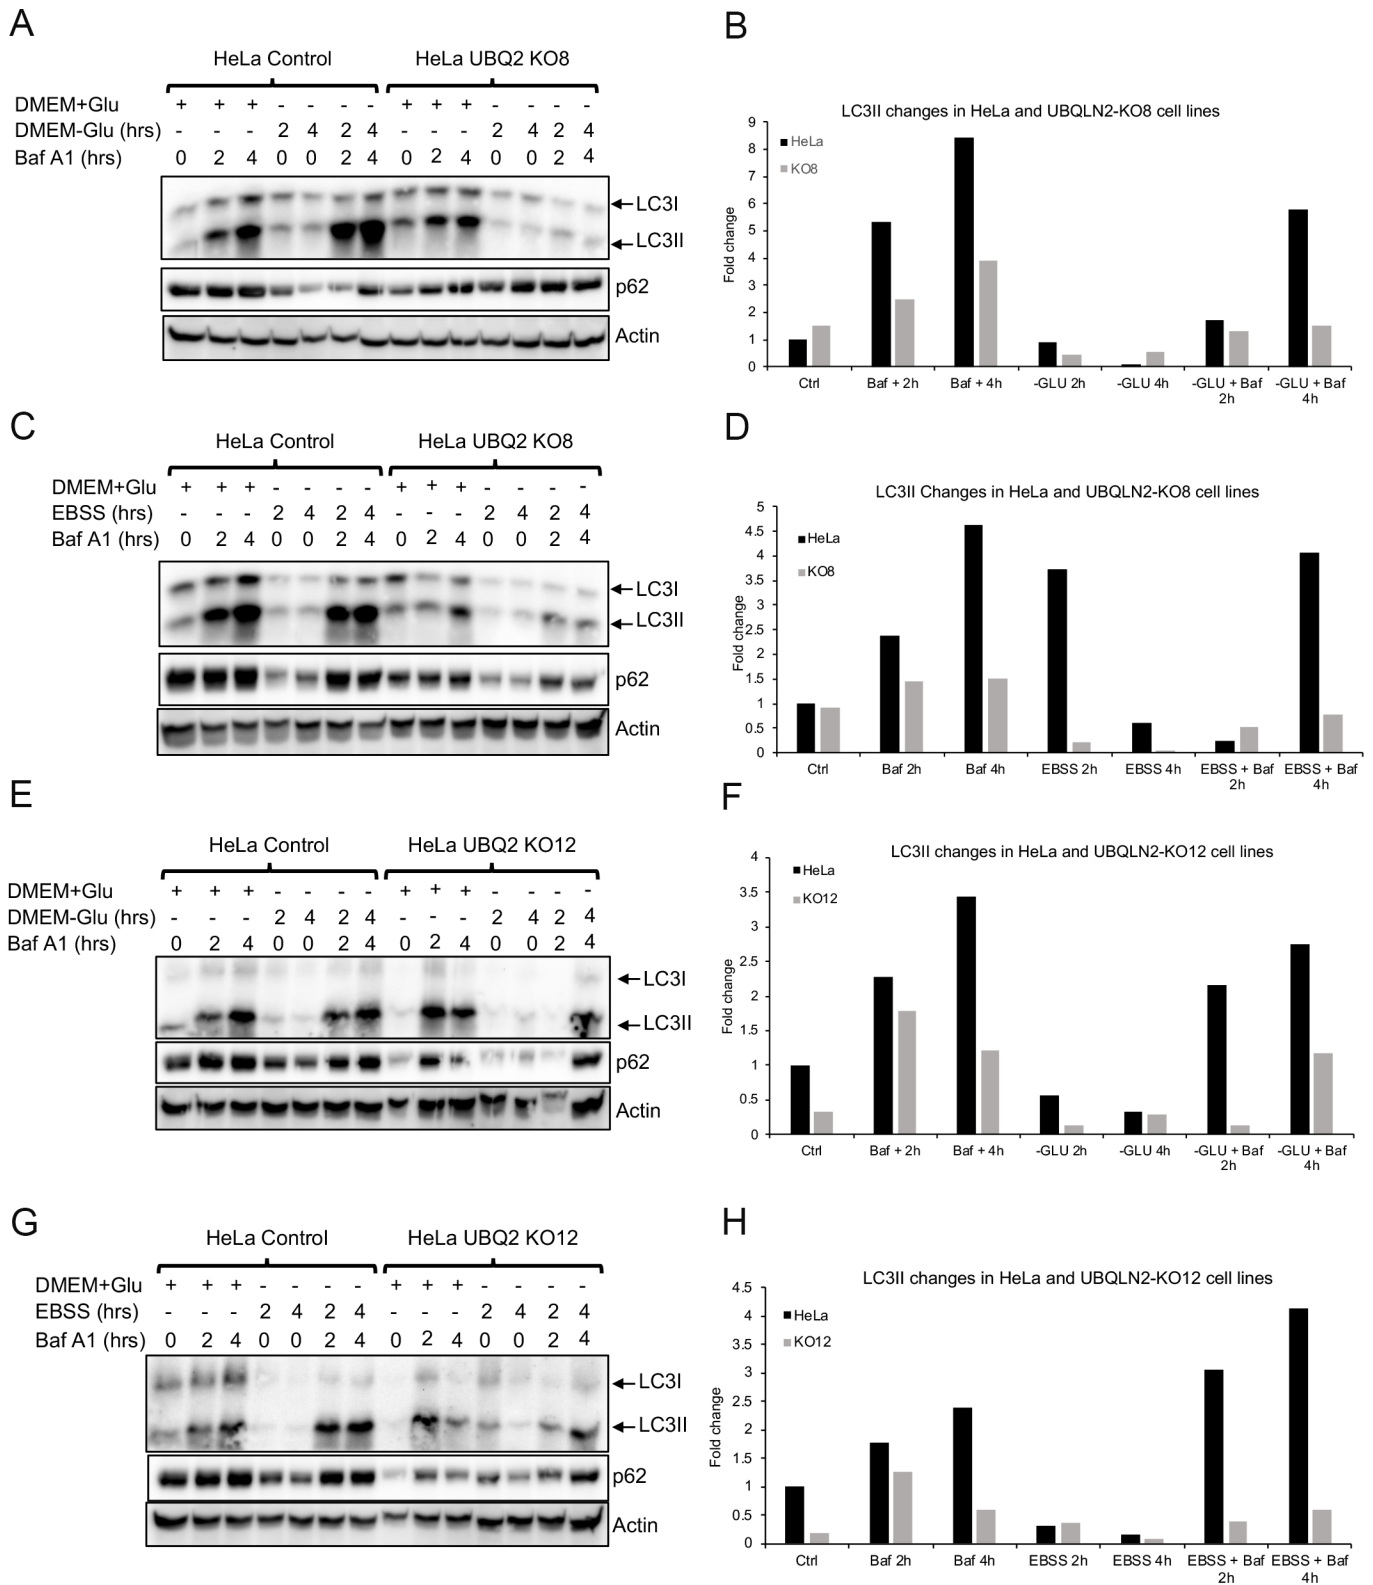 A
HeLa Control HeLa UBQ2 KO8
DMEM+Glu + + + - - - - + + + - - - -
DMEM-Glu (hrs) - - - 2 4 2 4 - - - 2 4 2 4
Baf A1 (hrs) 0 2 4 0 0 2 4 0 2 4 0 0 2 4
LC3I
LC3II
p62
Actin
B
LC3II changes in HeLa and UBQLN2-KO8 cell lines
HeLa
KO8
Fold change
9
8
7
6
5
4
3
2
1
0
Ctrl Baf + 2h Baf + 4h -GLU 2h -GLU 4h -GLU + Baf -GLU + Baf
2h 4h
C
HeLa Control HeLa UBQ2 KO8
DMEM+Glu + + + - - - - + + + - - - -
EBSS (hrs) - - - 2 4 2 4 - - - 2 4 2 4
Baf A1 (hrs) 0 2 4 0 0 2 4 0 2 4 0 0 2 4
LC3I
LC3II
p62
Actin
D
LC3II Changes in HeLa and UBQLN2-KO8 cell lines
HeLa
KO8
Fold change
5
4.5
4
3.5
3
2.5
2
1.5
1
0.5
0
Ctrl Baf 2h Baf 4h EBSS 2h EBSS 4h EBSS + Baf EBSS + Baf
2h 4h
E
HeLa Control HeLa UBQ2 KO12
DMEM+Glu + + + - - - - + + + - - - -
DMEM-Glu (hrs) - - - 2 4 2 4 - - - 2 4 2 4
Baf A1 (hrs) 0 2 4 0 0 2 4 0 2 4 0 0 2 4
LC3I
LC3II
p62
Actin
F
LC3II changes in HeLa and UBQLN2-KO12 cell lines
HeLa
KO12
Fold change
4
3.5
3
2.5
2
1.5
1
0.5
0
Ctrl Baf + 2h Baf + 4h -GLU 2h -GLU 4h -GLU + Baf -GLU + Baf
2h 4h
G
HeLa Control HeLa UBQ2 KO12
DMEM+Glu + + + - - - - + + + - - - -
EBSS (hrs) - - - 2 4 2 4 - - - 2 4 2 4
Baf A1 (hrs) 0 2 4 0 0 2 4 0 2 4 0 0 2 4
LC3I
LC3II
p62
Actin
H
LC3II changes in HeLa and UBQLN2-KO12 cell lines
HeLa
KO12
Fold change
4.5
4
3.5
3
2.5
2
1.5
1
0.5
0
Ctrl Baf 2h Baf 4h EBSS 2h EBSS 4h EBSS + Baf EBSS + Baf
2h 4h